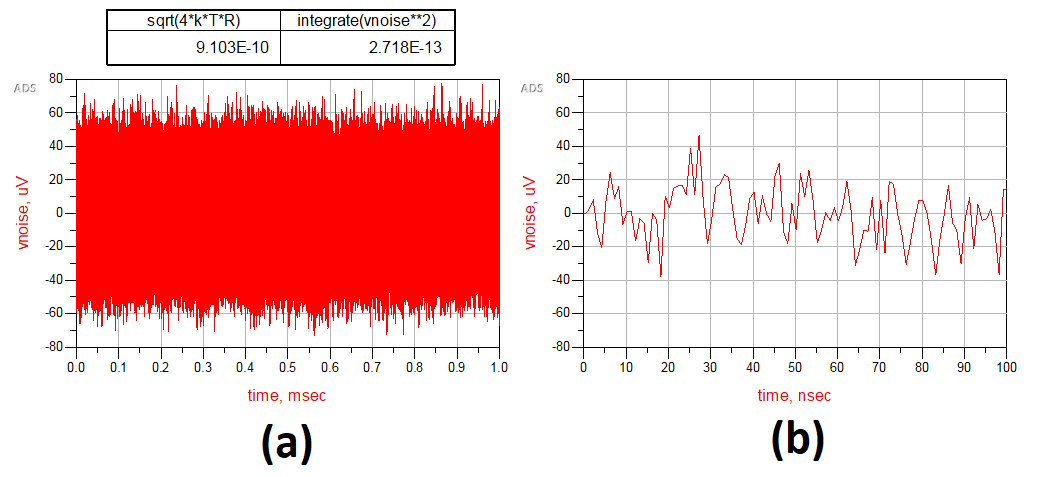 sqrt(4*k*T*R) integrate(vnoise**2)
9.103E-10 2.718E-13
ADS
80
60
40
20
0
-20
-40
-60
-80
vnoise, uV
0.0 0.1 0.2 0.3 0.4 0.5 0.6 0.7 0.8 0.9 1.0
time, msec
(a)
ADS
80
60
40
20
0
-20
-40
-60
-80
vnoise, uV
0 10 20 30 40 50 60 70 80 90 100
time, nsec
(b)